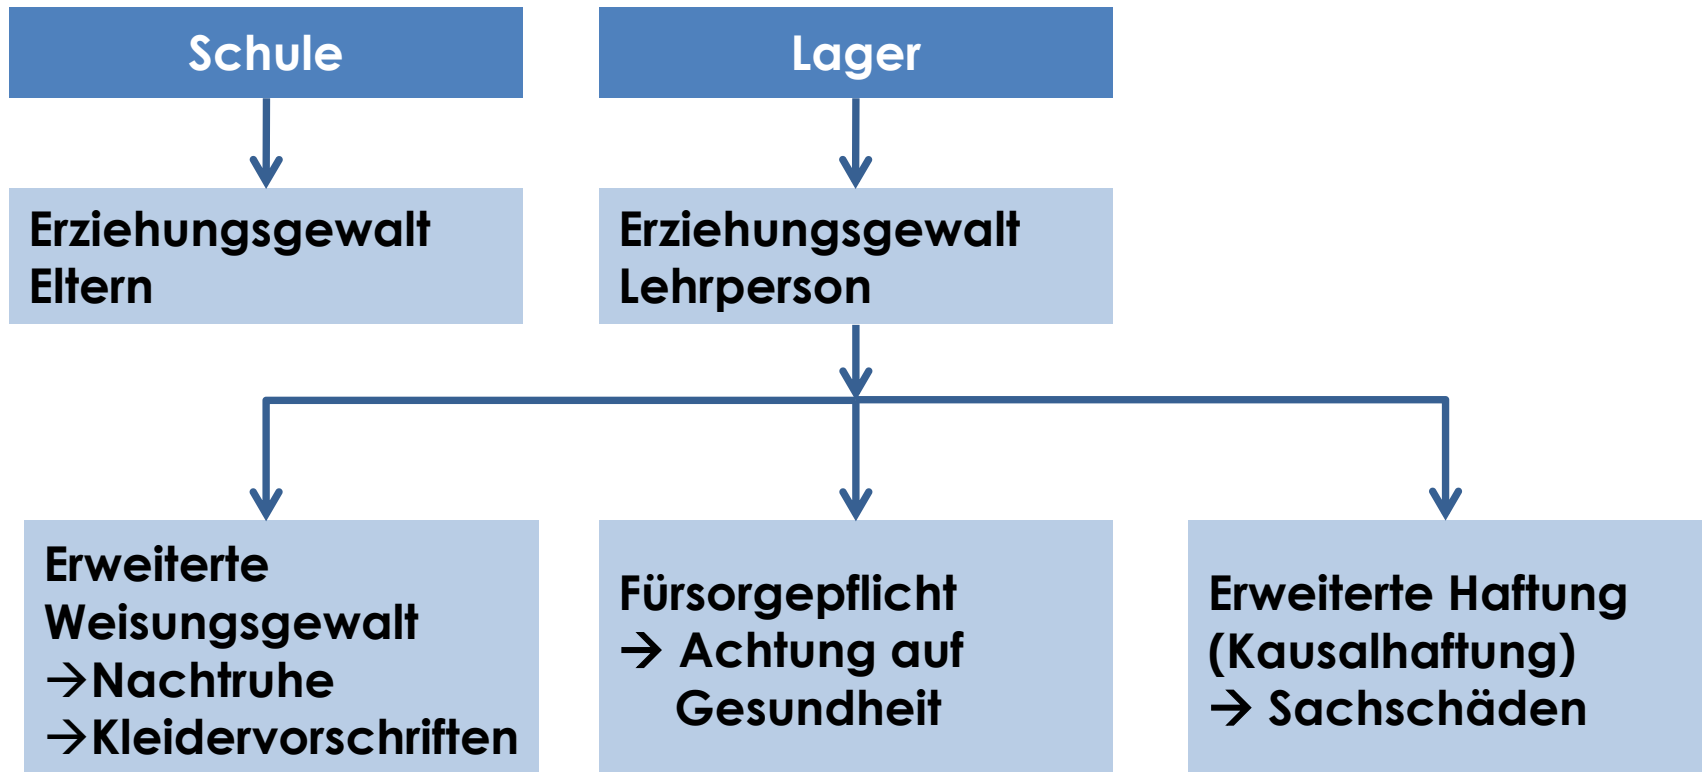 Schule
Lager
Erziehungsgewalt
Eltern
Erziehungsgewalt
Lehrperson
Erweiterte
Weisungsgewalt
→Nachtruhe
→Kleidervorschriften
Fürsorgepflicht
→ Achtung auf
Gesundheit
Erweiterte Haftung
(Kausalhaftung)
→ Sachschäden